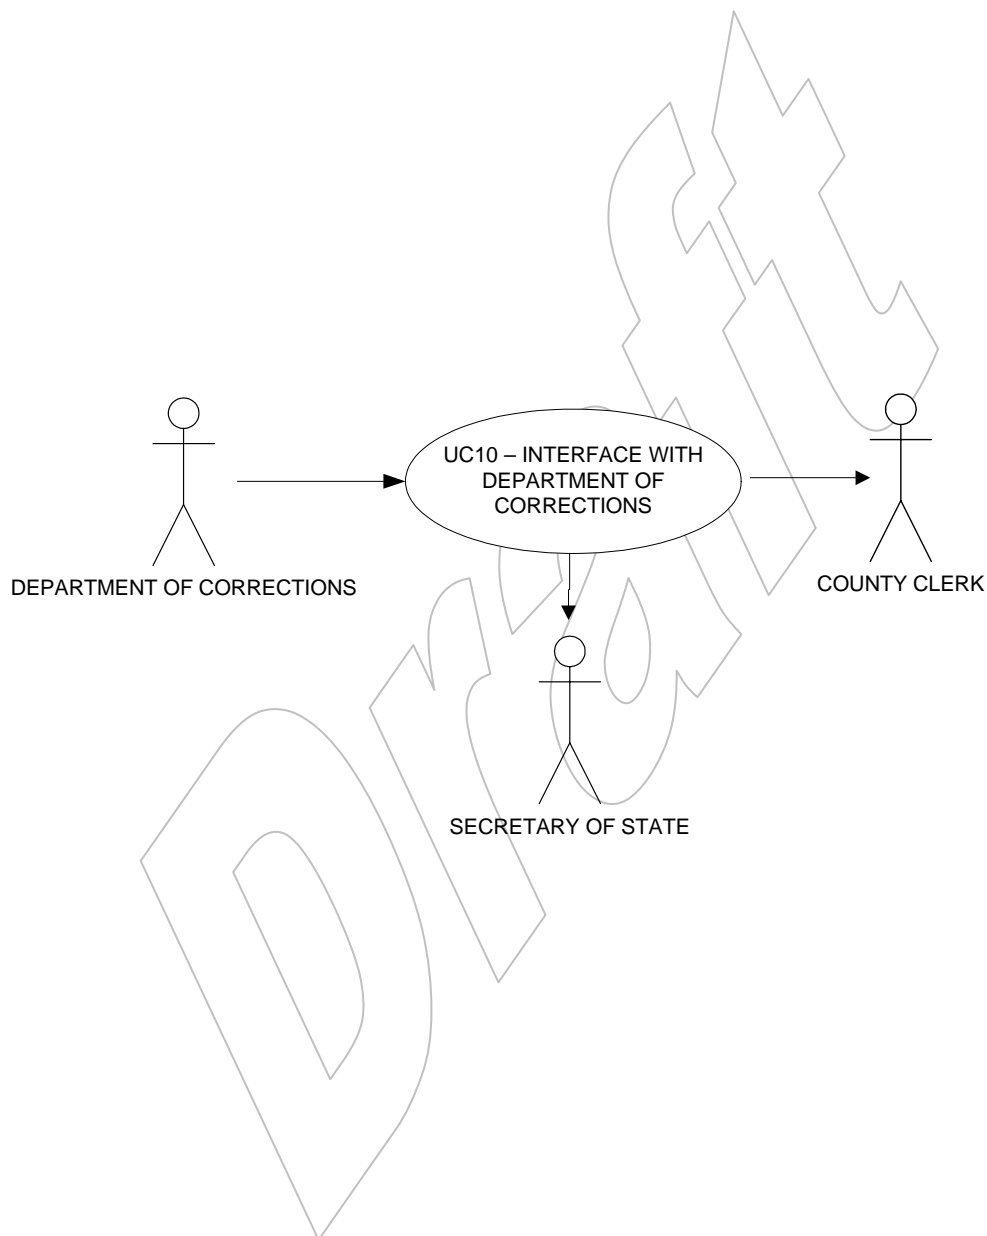 UC10 – INTERFACE WITH
DEPARTMENT OF
CORRECTIONS
DEPARTMENT OF CORRECTIONS
COUNTY CLERK
SECRETARY OF STATE
Draft